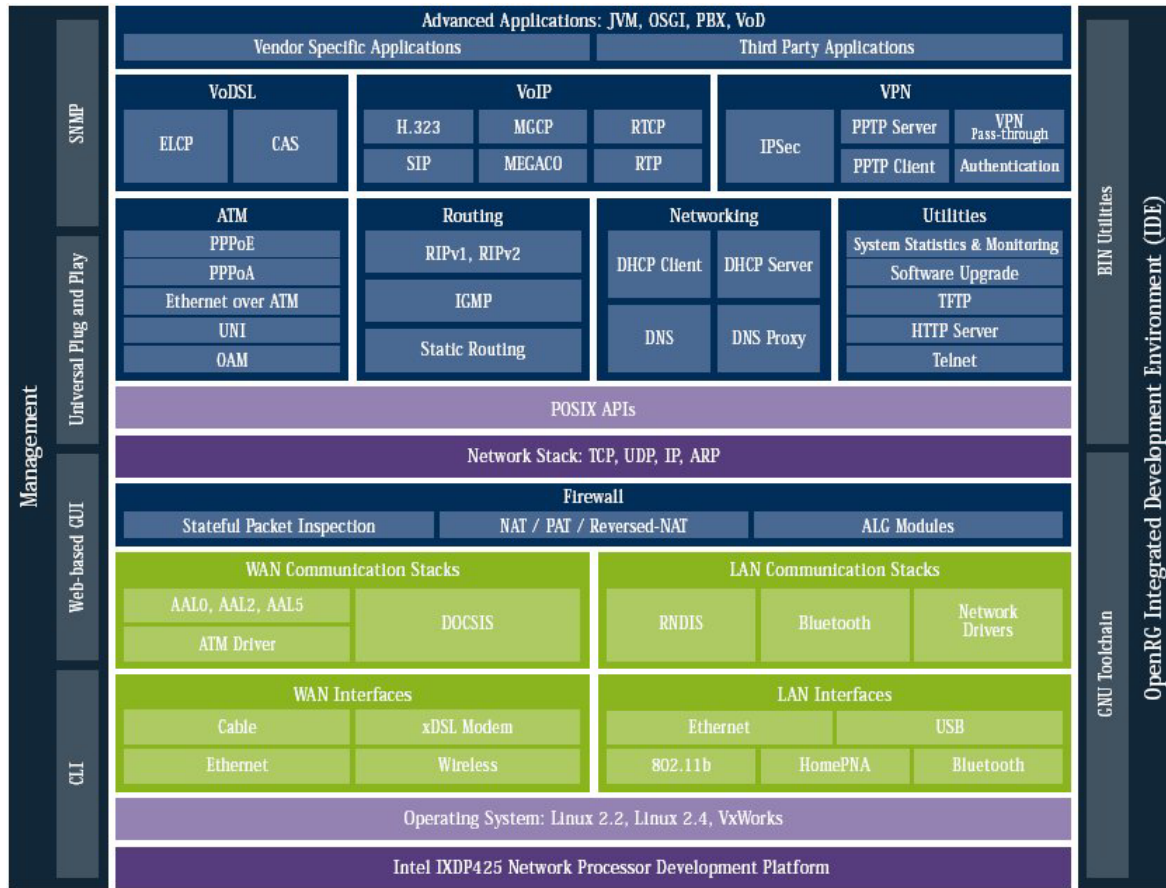 Advanced Applications: JVM, OSGI, PBX, VoD
Vendor Specific Applications
Third Party Applications
VoDSL
ELCP
CAS
VoIP
H.323
MGCP
RTCP
SIP
MEGACO
RTP
VPN
IPSec
PPTP Server
VPN
Pass-through
PPTP Client
Authentication
ATM
PPPoE
PPPoA
Ethernet over ATM
UNI
OAM
Routing
RIPv1, RIPv2
IGMP
Static Routing
Networking
DHCP Client
DHCP Server
DNS
DNS Proxy
Utilities
System Statistics & Monitoring
Software Upgrade
TFTP
HTTP Server
Telnet
POSIX APIs
Network Stack: TCP, UDP, IP, ARP
Firewall
Stateful Packet Inspection
NAT / PAT / Reversed-NAT
ALG Modules
WAN Communication Stacks
AAL0, AAL2, AAL5
ATM Driver
DOCSIS
LAN Communication Stacks
RNDIS
Bluetooth
Network
Drivers
WAN Interfaces
Cable
xDSL Modem
Ethernet
Wireless
LAN Interfaces
Ethernet
USB
802.11b
HomePNA
Bluetooth
Operating System: Linux 2.2, Linux 2.4, VxWorks
Intel IXDP425 Network Processor Development Platform
Management
SNMP
Universal Plug and Play
Web-based GUI
CLI
BIN Utilities
GNU Toolchain
OpenRG Integrated Development Environment (IDE)